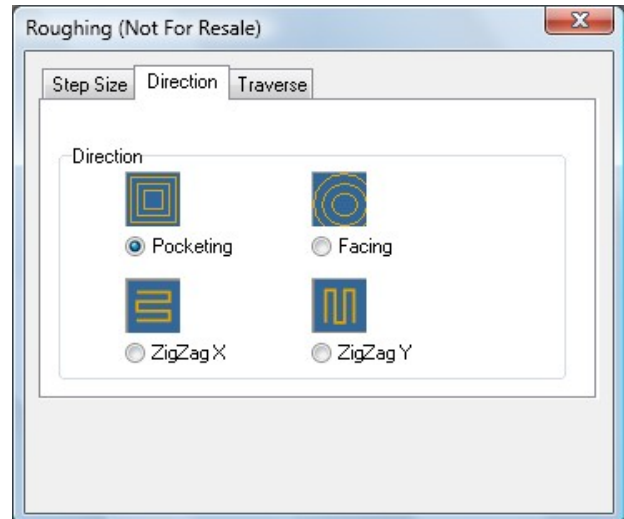 Roughing (Not For Resale)
Step Size Direction Traverse
Direction
Pocketing Facing
ZigZag X ZigZag Y